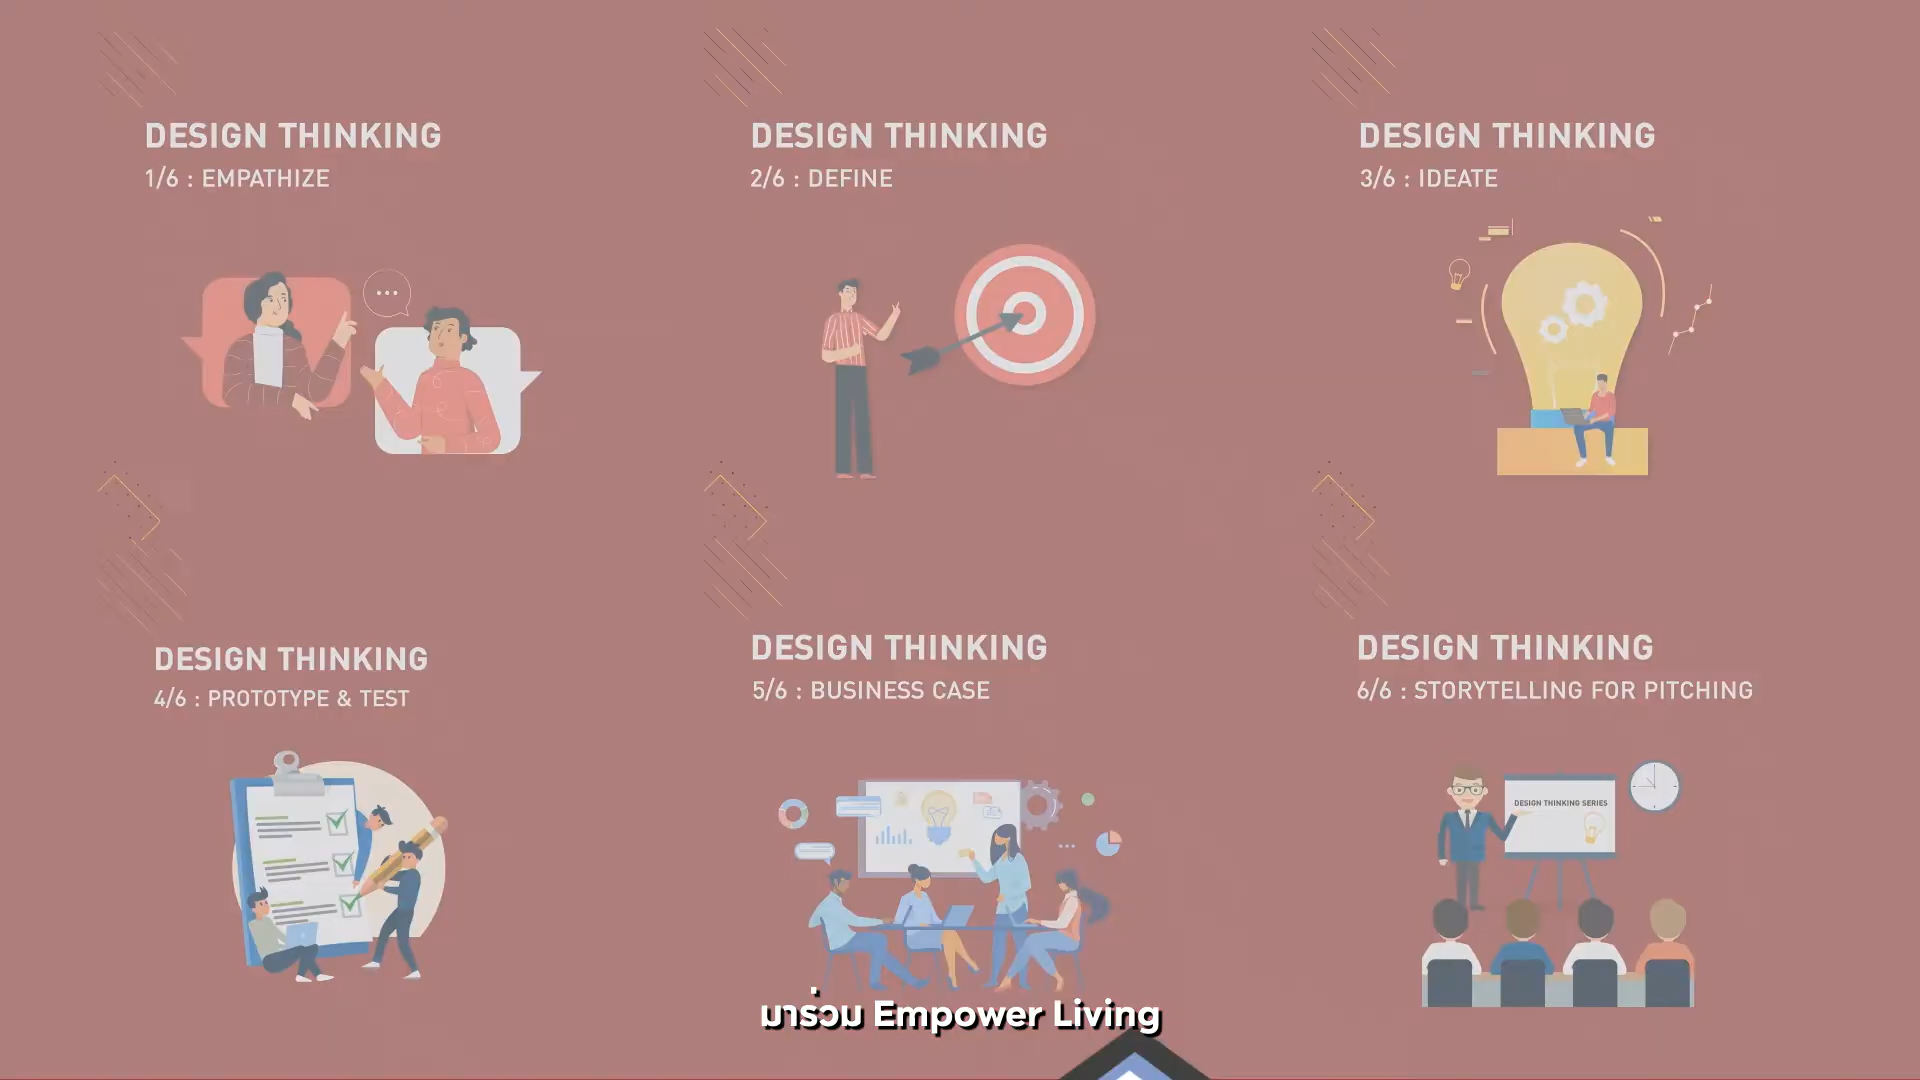 DESIGN THINKING
1/6 : EMPATHIZE
DESIGN THINKING
2/6 : DEFINE
DESIGN THINKING
3/6 : IDEATE
DESIGN THINKING
4/6 : PROTOTYPE & TEST
DESIGN THINKING
5/6 : BUSINESS CASE
DESIGN THINKING
6/6 : STORYTELLING FOR PITCHING
DESIGN THINKING SERIES
มาร่วม Empower Living